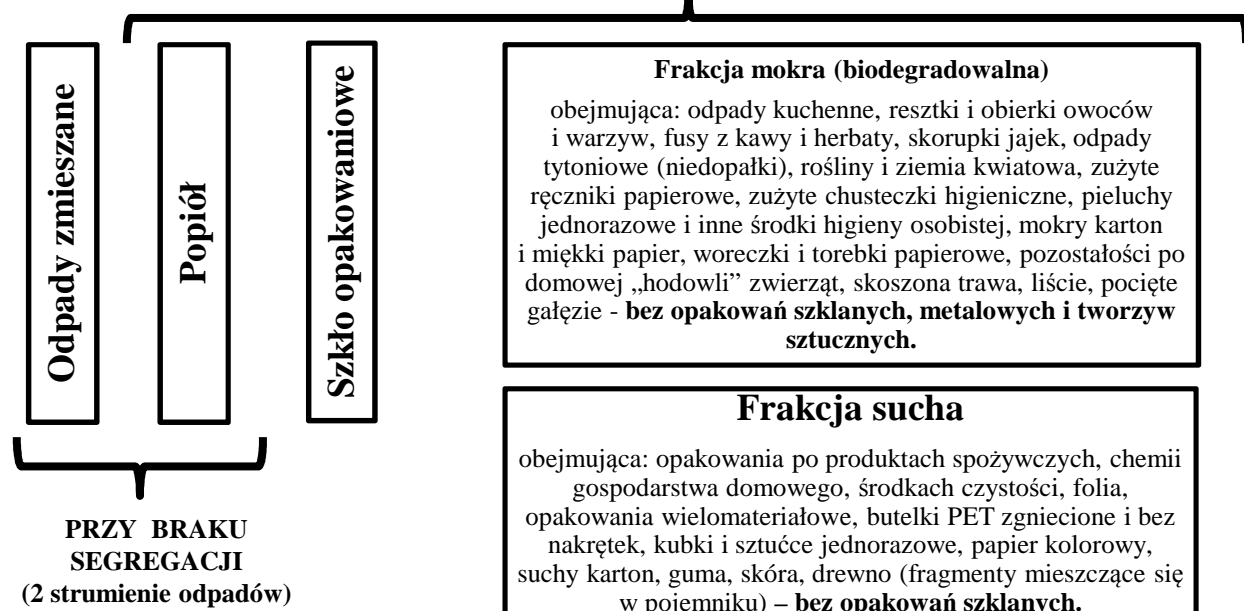 Odpady zmieszane
Popiół
Szkło opakowaniowe
PRZY BRAKU
SEGREGACJI
(2 strumienie odpadów)
Frakcja mokra (biodegradowalna)
obejmująca: odpady kuchenne, resztki i obierki owoców
i warzyw, fusy z kawy i herbaty, skorupki jajek, odpady
tytoniowe (niedopałki), rośliny i ziemia kwiatowa, zużyte
ręczniki papierowe, zużyte chusteczki higieniczne, pieluchy
jednorazowe i inne środki higieny osobistej, mokry karton
i miękki papier, woreczki i torebki papierowe, pozostałości po
domowej „hodowli” zwierząt, skoszona trawa, liście, pocięte
gałęzie - bez opakowań szklanych, metalowych i tworzyw
sztucznych.
Frakcja sucha
obejmująca: opakowania po produktach spożywczych, chemii
gospodarstwa domowego, środkach czystości, folia,
opakowania wielomateriałowe, butelki PET zgniecione i bez
nakrętek, kubki i sztućce jednorazowe, papier kolorowy,
suchy karton, guma, skóra, drewno (fragmenty mieszczące się
w pojemniku) – bez opakowań szklanych.